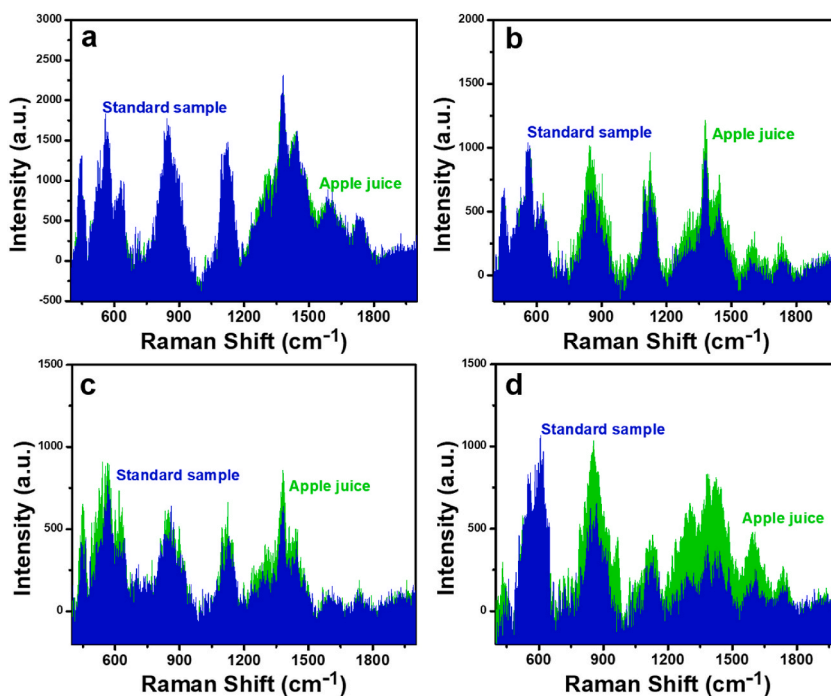 a
3000
2500
2000
1500
1000
500
0
-500
Intensity (a.u.)
Standard sample
Apple juice
600 900 1200 1500 1800
Raman Shift (cm⁻¹)
b
2000
1500
1000
500
0
Intensity (a.u.)
Standard sample
Apple juice
600 900 1200 1500 1800
Raman Shift (cm⁻¹)
c
1500
1000
500
0
Intensity (a.u.)
Standard sample
Apple juice
600 900 1200 1500 1800
Raman Shift (cm⁻¹)
d
1500
1000
500
0
Intensity (a.u.)
Standard sample
Apple juice
600 900 1200 1500 1800
Raman Shift (cm⁻¹)